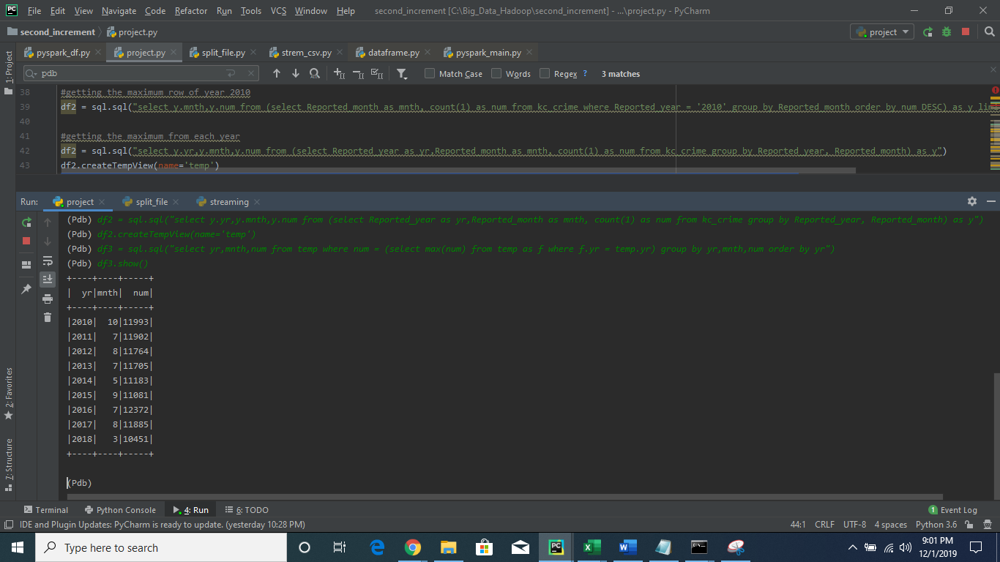 File Edit View Navigate Code Refactor Run Tools VCS Window Help second_increment [C:\Big_Data_Hadoop\second_increment] - ...\project.py - PyCharm
second_increment project.py project
pyspark_df.py project.py split_file.py strem_csv.py dataframe.py pyspark_main.py
1: Project
pdb Match Case Words Regex ? 3 matches
38 #getting the maximum row of year 2010
39 df2 = sql.sql("select y.mnth,y.num from (select Reported_month as mnth, count(1) as num from kc_crime where Reported_year = '2010' group by Reported_month order by num DESC) as y
40
41 #getting the maximum from each year
42 df2 = sql.sql("select y.yr,y.mnth,y.num from (select Reported_year as yr,Reported_month as mnth, count(1) as num from kc_crime group by Reported_year, Reported_month) as y")
43 df2.createTempView(name='temp')
Run: project split_file streaming
(Pdb) df2 = sql.sql("select y.yr,y.mnth,y.num from (select Reported_year as yr,Reported_month as mnth, count(1) as num from kc_crime group by Reported_year, Reported_month) as y")
(Pdb) df2.createTempView(name='temp')
(Pdb) df3 = sql.sql("select yr,mnth,num from temp where num = (select max(num) from temp as f where f.yr = temp.yr) group by yr,mnth,num order by yr")
(Pdb) df3.show()
+----+----+-----+
| yr|mnth| num|
+----+----+-----+
|2010| 10|11993|
|2011| 7|11902|
|2012| 8|11764|
|2013| 7|11705|
|2014| 5|11183|
|2015| 9|11081|
|2016| 7|12372|
|2017| 8|11885|
|2018| 3|10451|
+----+----+-----+
(Pdb)
2: Favorites
7: Structure
Terminal Python Console 4: Run 6: TODO 1 Event Log
IDE and Plugin Updates: PyCharm is ready to update. (yesterday 10:28 PM) 44:1 CRLF UTF-8 4 spaces Python 3.6
Type here to search 9:01 PM
12/1/2019